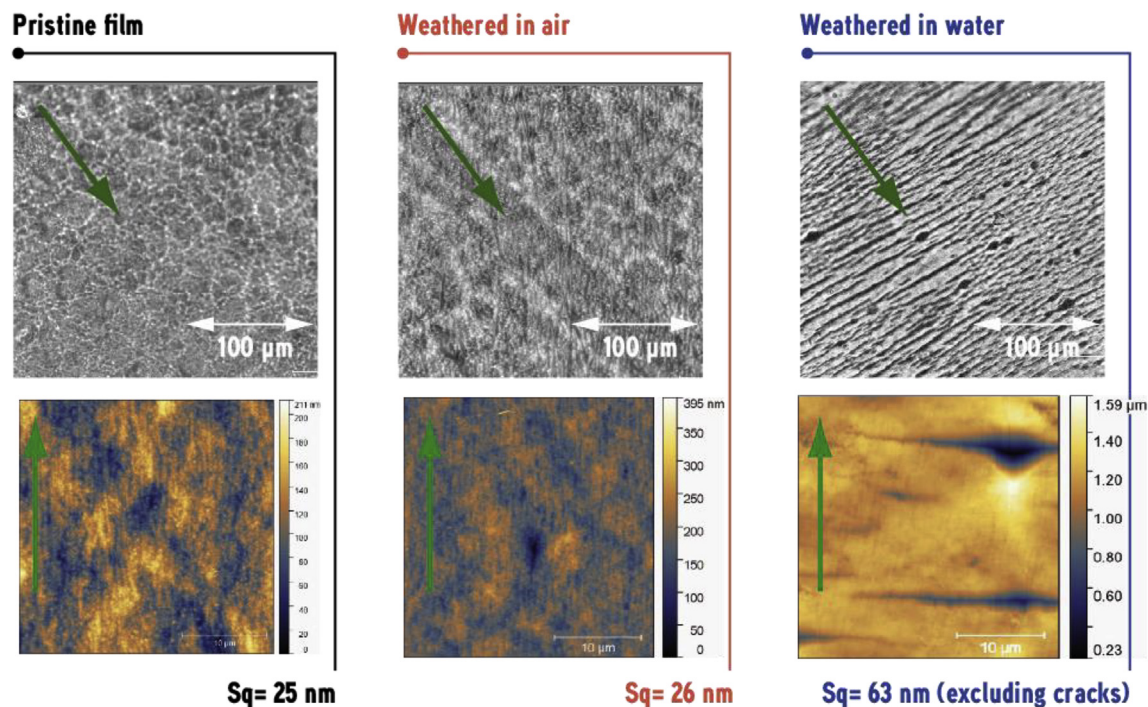 Pristine film
Weathered in air
Weathered in water
100 µm
100 µm
100 µm
211 nm
200
180
160
140
120
100
80
60
40
20
0
10 µm
395 nm
350
300
250
200
150
100
50
0
10 µm
1.59 µm
1.40
1.20
1.00
0.80
0.60
0.23
10 µm
Sq= 25 nm
Sq= 26 nm
Sq= 63 nm (excluding cracks)